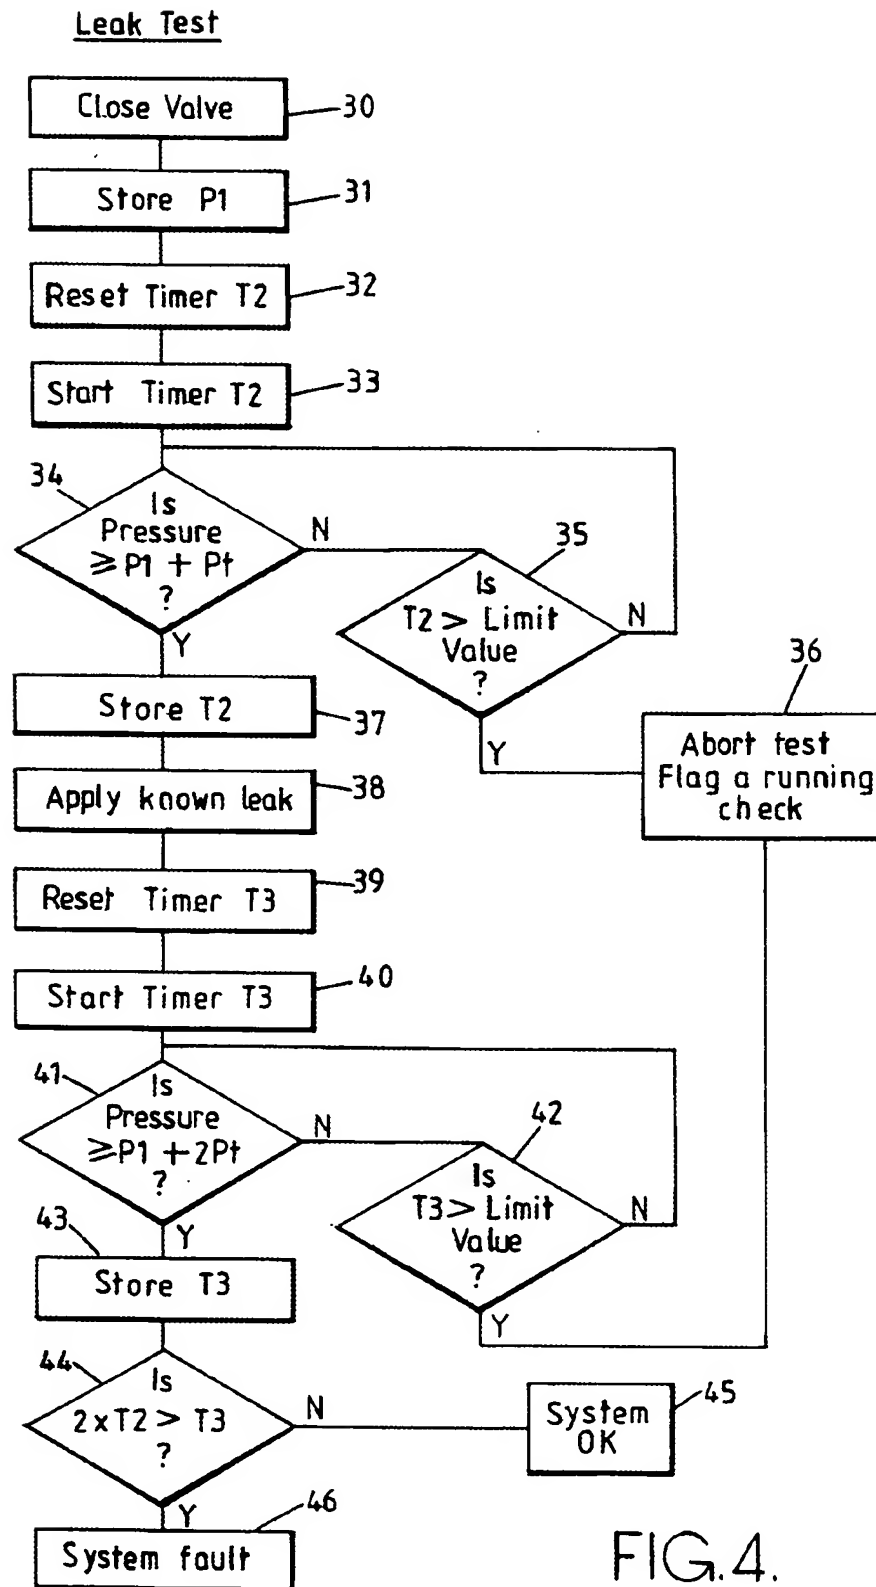 Leak Test
Close Valve
30
Store P1
31
Reset Timer T2
32
Start Timer T2
33
34
Is
Pressure
≥ P1 + Pt
?
N
Y
35
Is
T2 > Limit
Value
?
N
Y
36
Abort test
Flag a running
check
Store T2
37
Apply known leak
38
Reset Timer T3
39
Start Timer T3
40
41
Is
Pressure
≥P1 + 2Pt
?
N
Y
42
Is
T3 > Limit
Value
?
N
Y
43
Store T3
44
Is
2xT2 > T3
?
N
Y
System
OK
45
46
System fault
FIG.4.